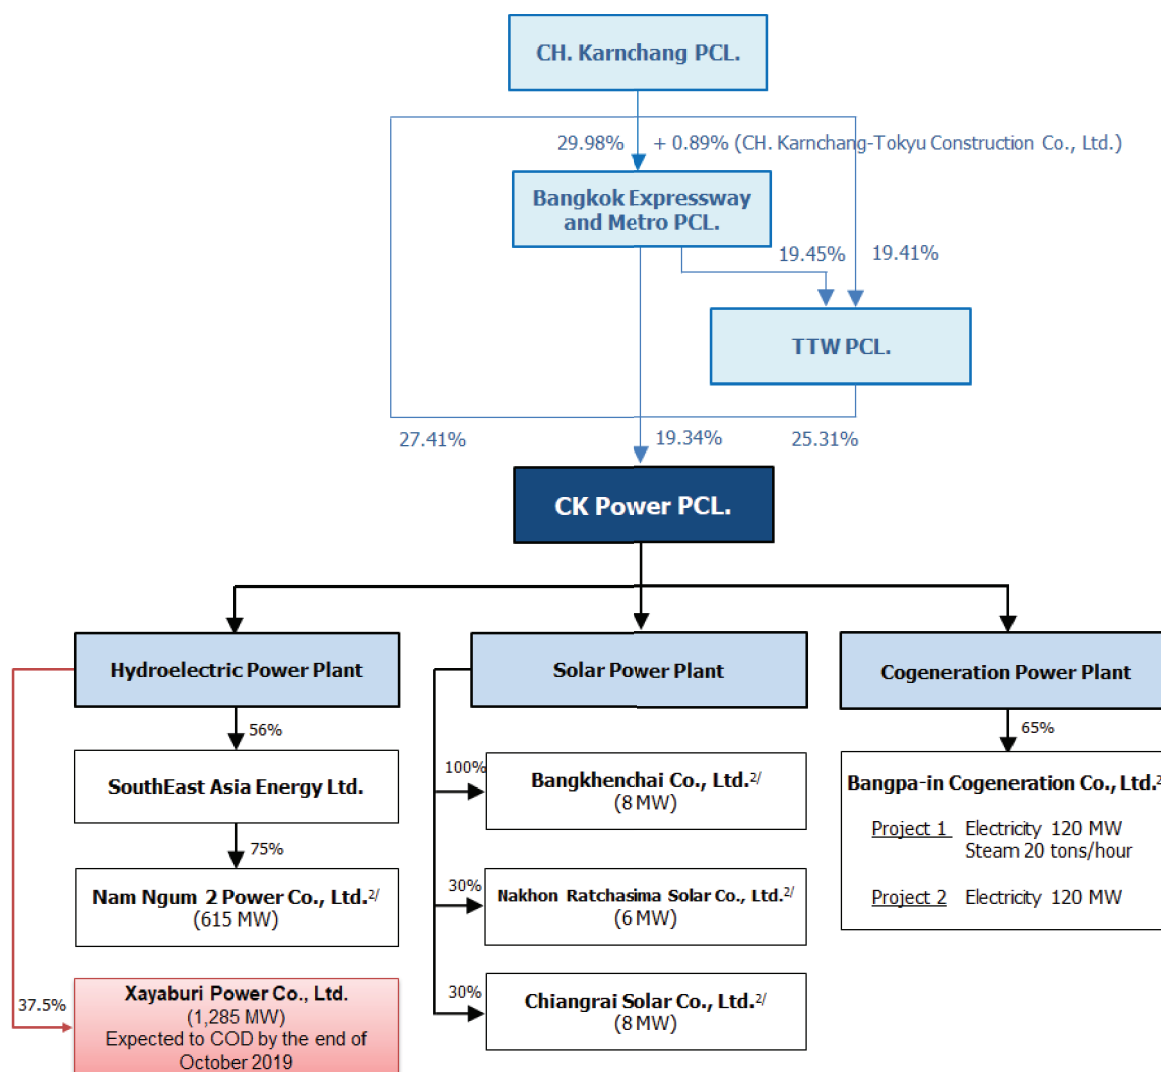 CH. Karnchang PCL.
29.98% + 0.89% (CH. Karnchang-Tokyu Construction Co., Ltd.)
Bangkok Expressway
and Metro PCL.
19.45%
19.41%
TTW PCL.
27.41%
19.34%
25.31%
CK Power PCL.
Hydroelectric Power Plant
Solar Power Plant
Cogeneration Power Plant
56%
65%
SouthEast Asia Energy Ltd.
100%
Bangkhenchai Co., Ltd.2/
(8 MW)
Bangpa-in Cogeneration Co., Ltd.2
Project 1 Electricity 120 MW
Steam 20 tons/hour
Project 2 Electricity 120 MW
75%
Nam Ngum 2 Power Co., Ltd.2/
(615 MW)
30%
Nakhon Ratchasima Solar Co., Ltd.2/
(6 MW)
37.5%
Xayaburi Power Co., Ltd.
(1,285 MW)
Expected to COD by the end of
October 2019
30%
Chiangrai Solar Co., Ltd.2/
(8 MW)